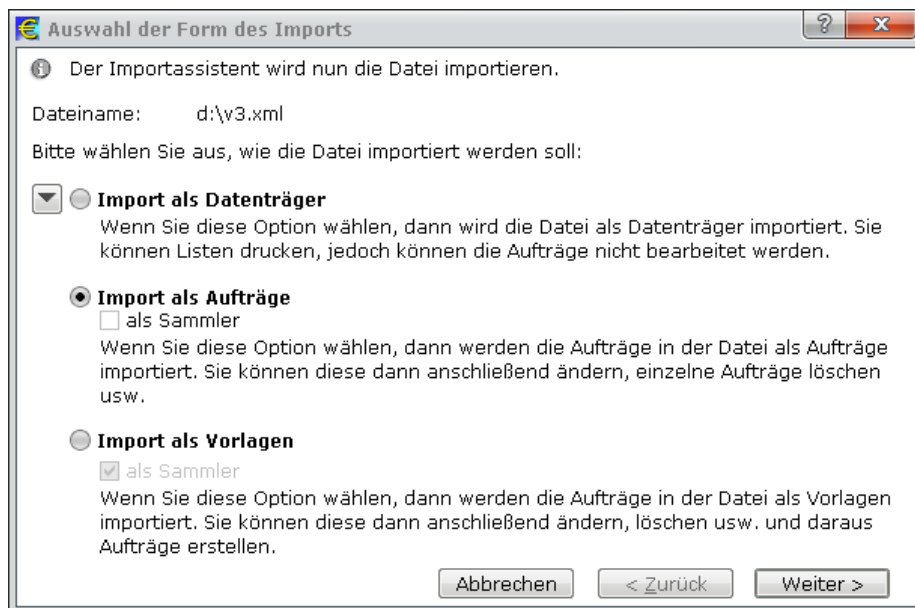 Auswahl der Form des Imports
Der Importassistent wird nun die Datei importieren.
Dateiname: d:\v3.xml
Bitte wählen Sie aus, wie die Datei importiert werden soll:
Import als Datenträger
Wenn Sie diese Option wählen, dann wird die Datei als Datenträger importiert. Sie
können Listen drucken, jedoch können die Aufträge nicht bearbeitet werden.
Import als Aufträge
als Sammler
Wenn Sie diese Option wählen, dann werden die Aufträge in der Datei als Aufträge
importiert. Sie können diese dann anschließend ändern, einzelne Aufträge löschen
usw.
Import als Vorlagen
als Sammler
Wenn Sie diese Option wählen, dann werden die Aufträge in der Datei als Vorlagen
importiert. Sie können diese dann anschließend ändern, löschen usw. und daraus
Aufträge erstellen.
Abbrechen < Zurück Weiter >